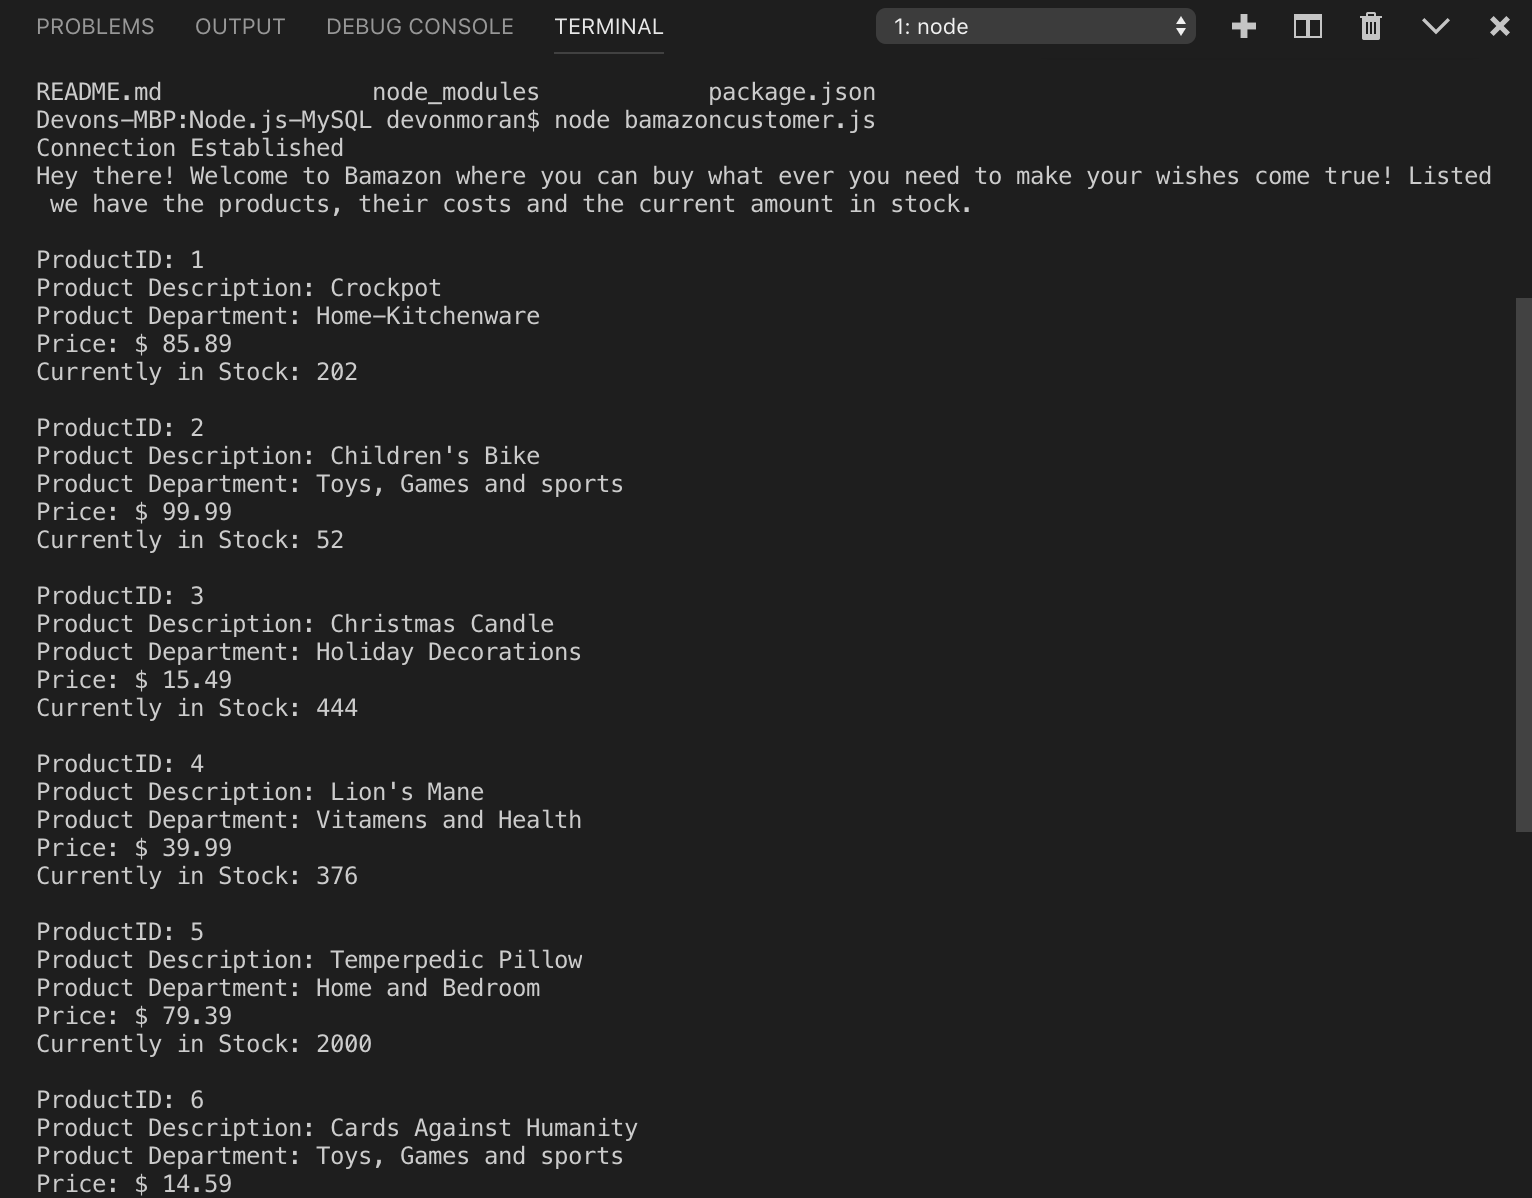 PROBLEMS OUTPUT DEBUG CONSOLE TERMINAL 1: node
README.md node_modules package.json
Devons-MBP:Node.js-MySQL devonmoran$ node bamazoncustomer.js
Connection Established
Hey there! Welcome to Bamazon where you can buy what ever you need to make your wishes come true! Listed
we have the products, their costs and the current amount in stock.
ProductID: 1
Product Description: Crockpot
Product Department: Home-Kitchenware
Price: $ 85.89
Currently in Stock: 202
ProductID: 2
Product Description: Children's Bike
Product Department: Toys, Games and sports
Price: $ 99.99
Currently in Stock: 52
ProductID: 3
Product Description: Christmas Candle
Product Department: Holiday Decorations
Price: $ 15.49
Currently in Stock: 444
ProductID: 4
Product Description: Lion's Mane
Product Department: Vitamens and Health
Price: $ 39.99
Currently in Stock: 376
ProductID: 5
Product Description: Temperpedic Pillow
Product Department: Home and Bedroom
Price: $ 79.39
Currently in Stock: 2000
ProductID: 6
Product Description: Cards Against Humanity
Product Department: Toys, Games and sports
Price: $ 14.59